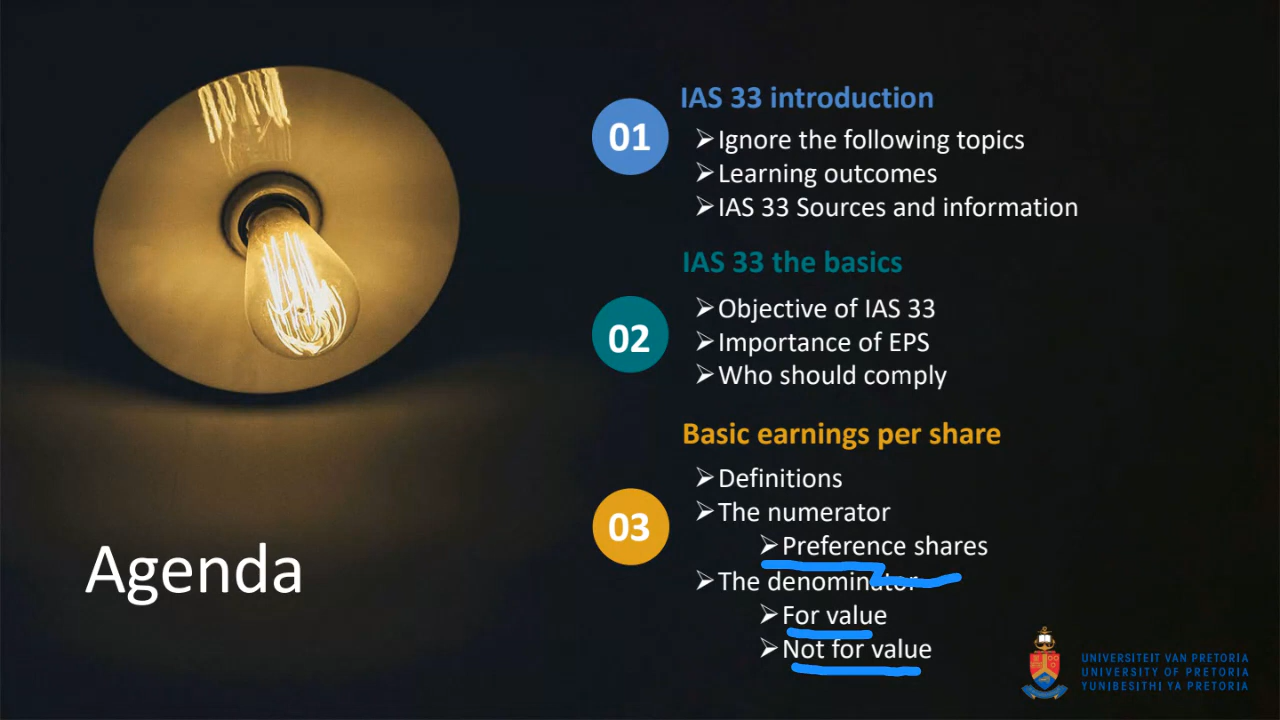 IAS 33 introduction
01
➢Ignore the following topics
➢Learning outcomes
➢IAS 33 Sources and information
IAS 33 the basics
02
➢Objective of IAS 33
➢Importance of EPS
➢Who should comply
Basic earnings per share
03
➢Definitions
➢The numerator
➢Preference shares
➢The denominator
➢For value
➢Not for value
Agenda
UNIVERSITEIT VAN PRETORIA
UNIVERSITY OF PRETORIA
YUNIBESITHI YA PRETORIA